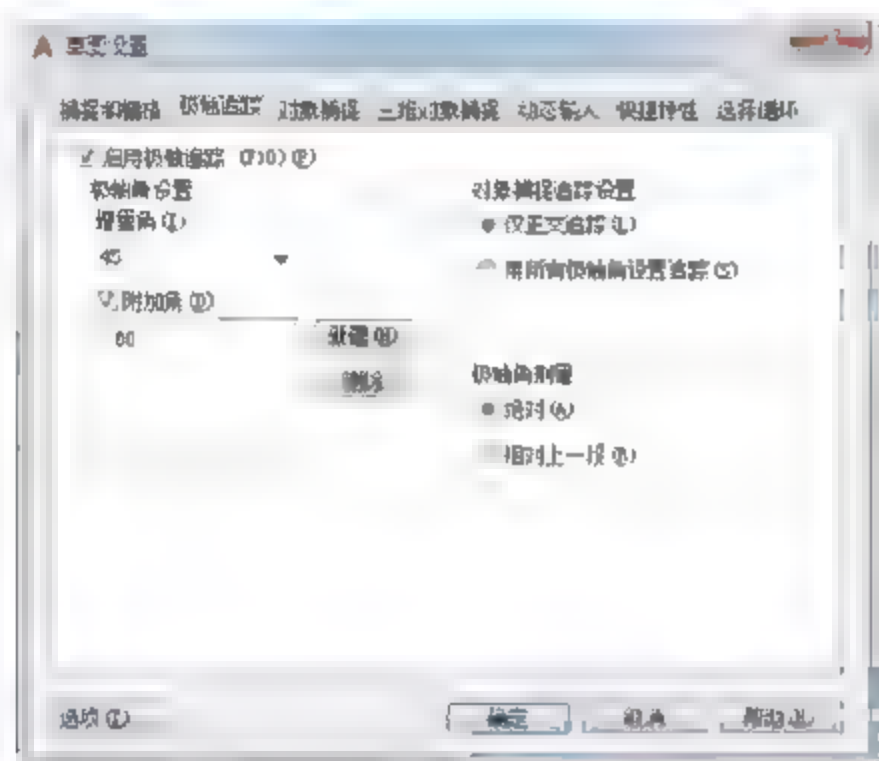 草图设置
捕捉和栅格 极轴追踪 对象捕捉 三维对象捕捉 动态输入 快捷特性 选择循环
启用极轴追踪 (F10)(P)
极轴角设置
增量角(I)
45
附加角(D)
新建(N)
删除
对象捕捉追踪设置
仅正交追踪(L)
用所有极轴角设置追踪(S)
极轴角测量
绝对(A)
相对上一段(R)
选项(T)
确定 取消 帮助(H)